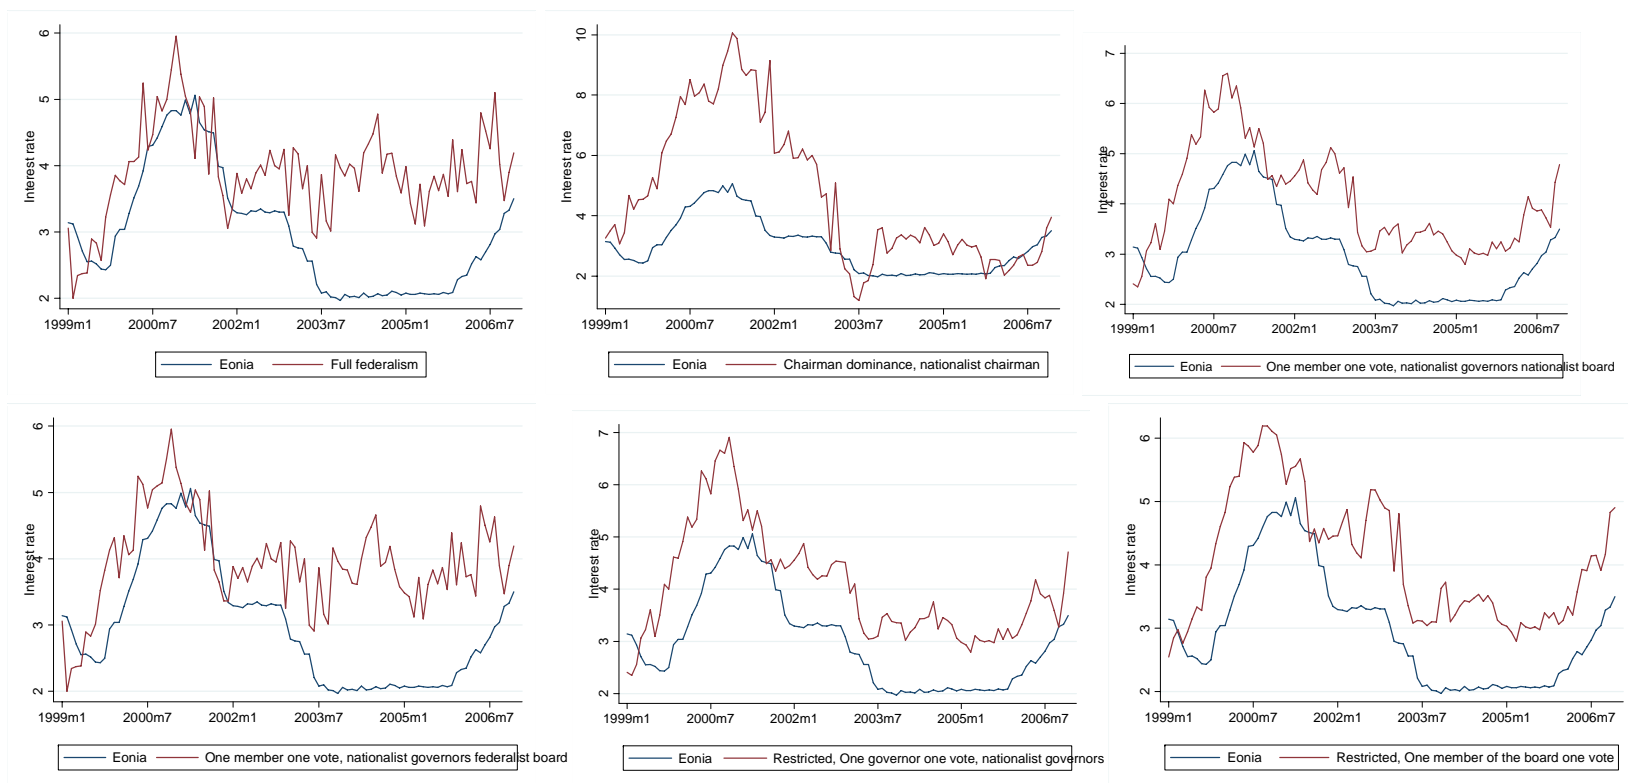 6
5
4
3
2
Interest rate
1999m1 2000m7 2002m1 2003m7 2005m1 2006m7
Eonia Full federalism
10
8
6
4
2
Interest rate
1999m1 2000m7 2002m1 2003m7 2005m1 2006m7
Eonia Chairman dominance, nationalist chairman
7
6
5
4
3
2
Interest rate
1999m1 2000m7 2002m1 2003m7 2005m1 2006m7
Eonia One member one vote, nationalist governors nationalist board
6
5
4
3
2
Interest rate
1999m1 2000m7 2002m1 2003m7 2005m1 2006m7
Eonia One member one vote, nationalist governors federalist board
7
6
5
4
3
2
Interest rate
1999m1 2000m7 2002m1 2003m7 2005m1 2006m7
Eonia Restricted, One governor one vote, nationalist governors
6
5
4
3
2
Interest rate
1999m1 2000m7 2002m1 2003m7 2005m1 2006m7
Eonia Restricted, One member of the board one vote